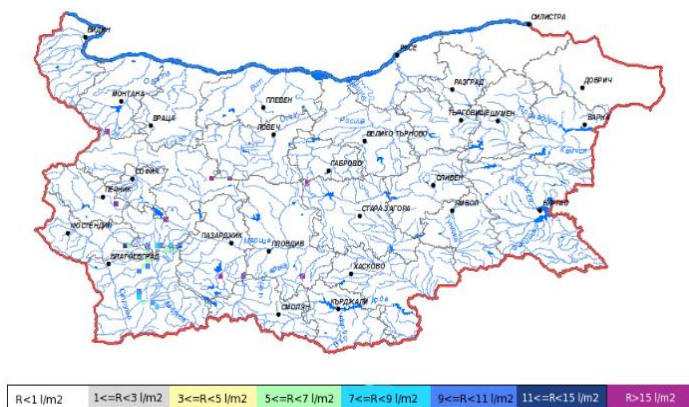 СИЛИСТРА
ВИДИН
РУСЕ
ДОБРИЧ
РАЗГРАД
МОНТАНА
ПЛЕВЕН
ТЪРГОВИЩЕ ШУМЕН
ВРАЦА
ВАРНА
ЛОВЕЧ
ВЕЛИКО ТЪРНОВО
ГАБРОВО
СОФИЯ
СЛИВЕН
ПЕРНИК
ЯМБОЛ
БУРГАС
СТАРА ЗАГОРА
КЮСТЕНДИЛ
ПАЗАРДЖИК
ПЛОВДИВ
БЛАГОЕВГРАД
ХАСКОВО
КЪРДЖАЛИ
СМОЛЯН
R<1 l/m2 1<=R<3 l/m2 3<=R<5 l/m2 5<=R<7 l/m2 7<=R<9 l/m2 9<=R<11 l/m2 11<=R<15 l/m2 R>15 l/m2